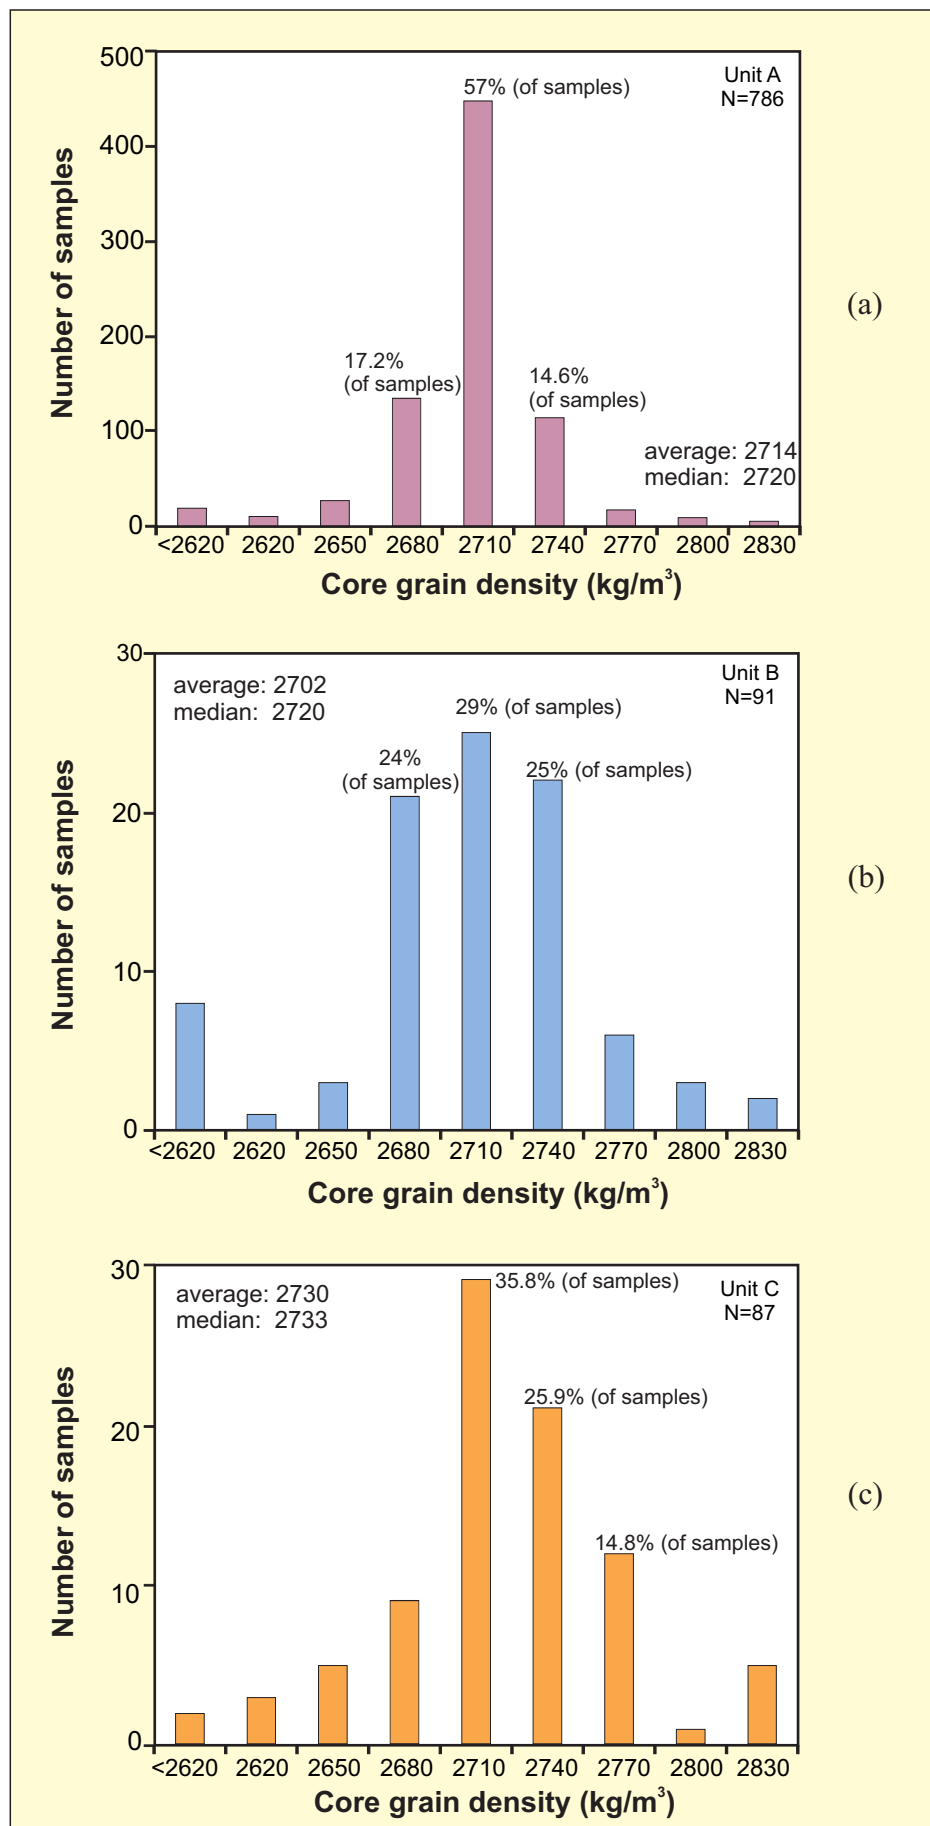 500
400
300
200
100
0
Number of samples
57% (of samples)
Unit A
N=786
17.2%
(of samples)
14.6%
(of samples)
average: 2714
median: 2720
<2620 2620 2650 2680 2710 2740 2770 2800 2830
Core grain density (kg/m³)
(a)
30
20
10
0
Number of samples
average: 2702
median: 2720
Unit B
N=91
29% (of samples)
24%
(of samples)
25% (of samples)
<2620 2620 2650 2680 2710 2740 2770 2800 2830
Core grain density (kg/m³)
(b)
30
20
10
0
Number of samples
average: 2730
median: 2733
35.8% (of samples)
Unit C
N=87
25.9% (of samples)
14.8% (of samples)
<2620 2620 2650 2680 2710 2740 2770 2800 2830
Core grain density (kg/m³)
(c)